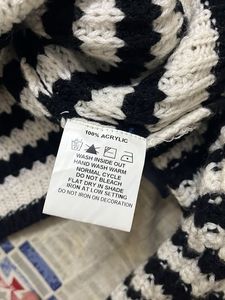 100% ACRYLIC
WASH INSIDE OUT
HAND WASH WARM
NORMAL CYCLE
DO NOT BLEACH
FLAT DRY IN SHADE
IRON AT LOW SETTING
DO NOT IRON ON DECORATION